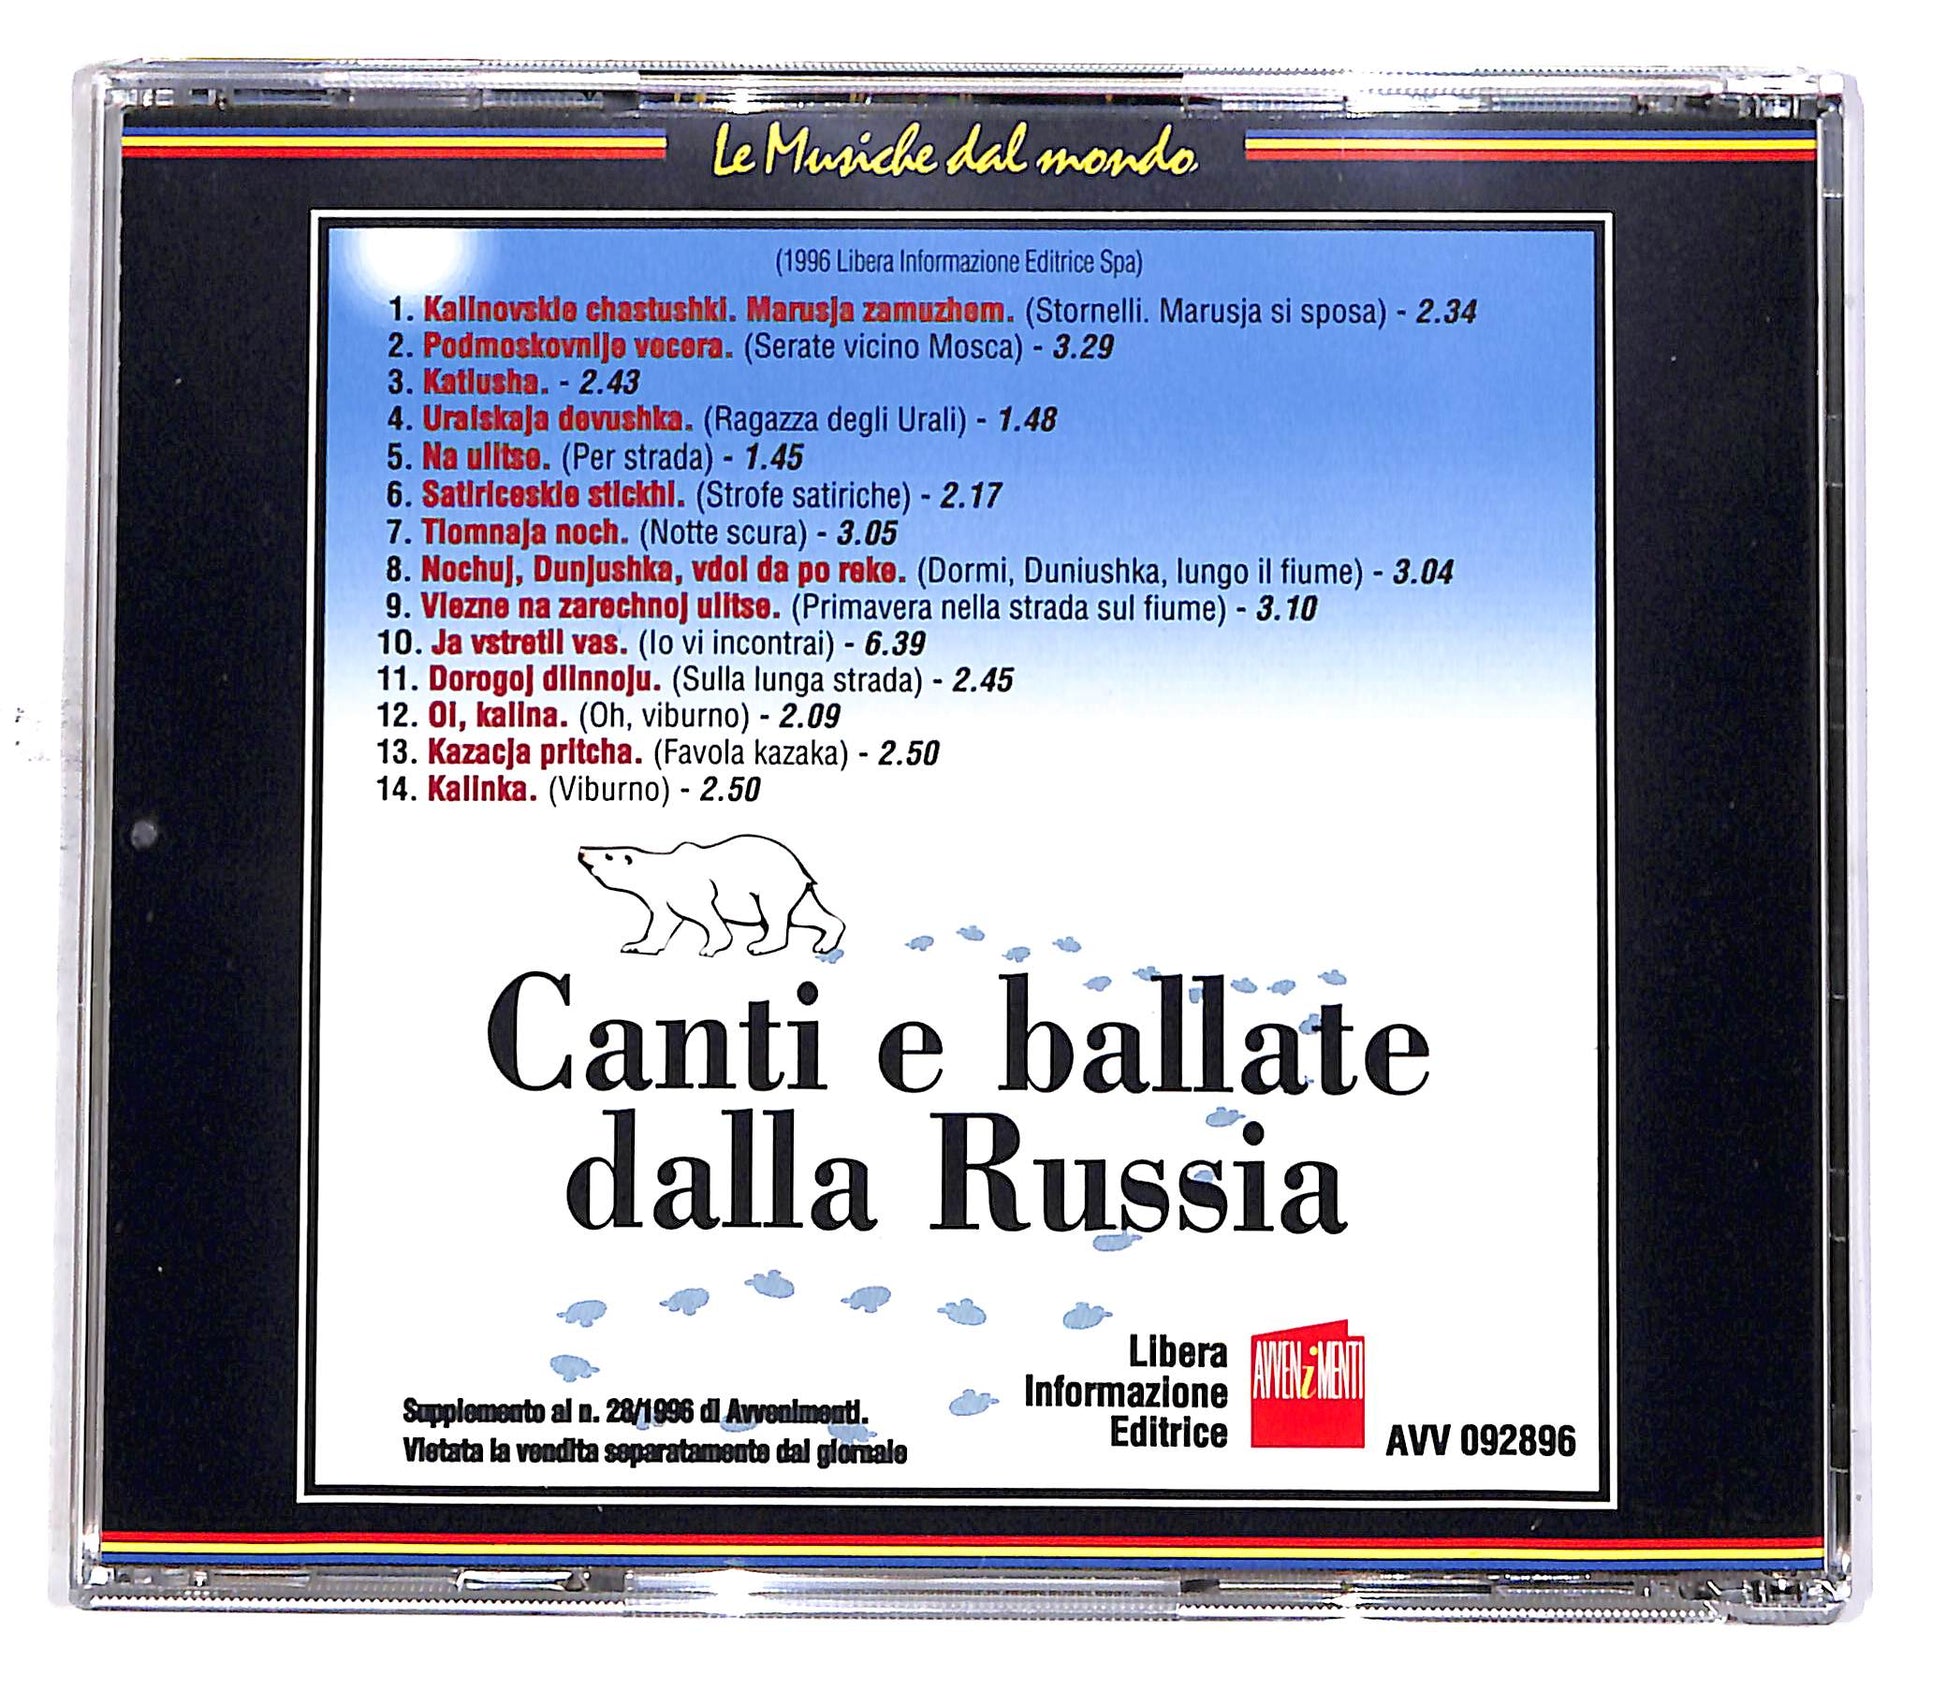 Le Musiche dal mondo
(1996 Libera Informazione Editrice Spa)
1. Kalinovskie chastushki. Marusja zamuzhem. (Stornelli. Marusja si sposa) - 2.34
2. Podmoskovnije vecera. (Serate vicino Mosca) - 3.29
3. Katiusha. - 2.43
4. Uralskaja devushka. (Ragazza degli Urali) - 1.48
5. Na ulitse. (Per strada) - 1.45
6. Satiriceskie stickhi. (Strofe satiriche) - 2.17
7. Tiomnaja noch. (Notte scura) - 3.05
8. Nochuj, Dunjushka, vdol da po reke. (Dormi, Duniushka, lungo il fiume) - 3.04
9. Viezne na zarechnoj ulitse. (Primavera nella strada sul fiume) - 3.10
10. Ja vstretil vas. (Io vi incontrai) - 6.39
11. Dorogoj dlinnoju. (Sulla lunga strada) - 2.45
12. Oi, kalina. (Oh, viburno) - 2.09
13. Kazacja pritcha. (Favola kazaka) - 2.50
14. Kalinka. (Viburno) - 2.50
Canti e ballate
dalla Russia
Libera
Informazione
Editrice
AVVENiMENTI
AVV 092896
Supplemento al n. 28/1996 di Avvenimenti.
Vietata la vendita separatamente dal giornale